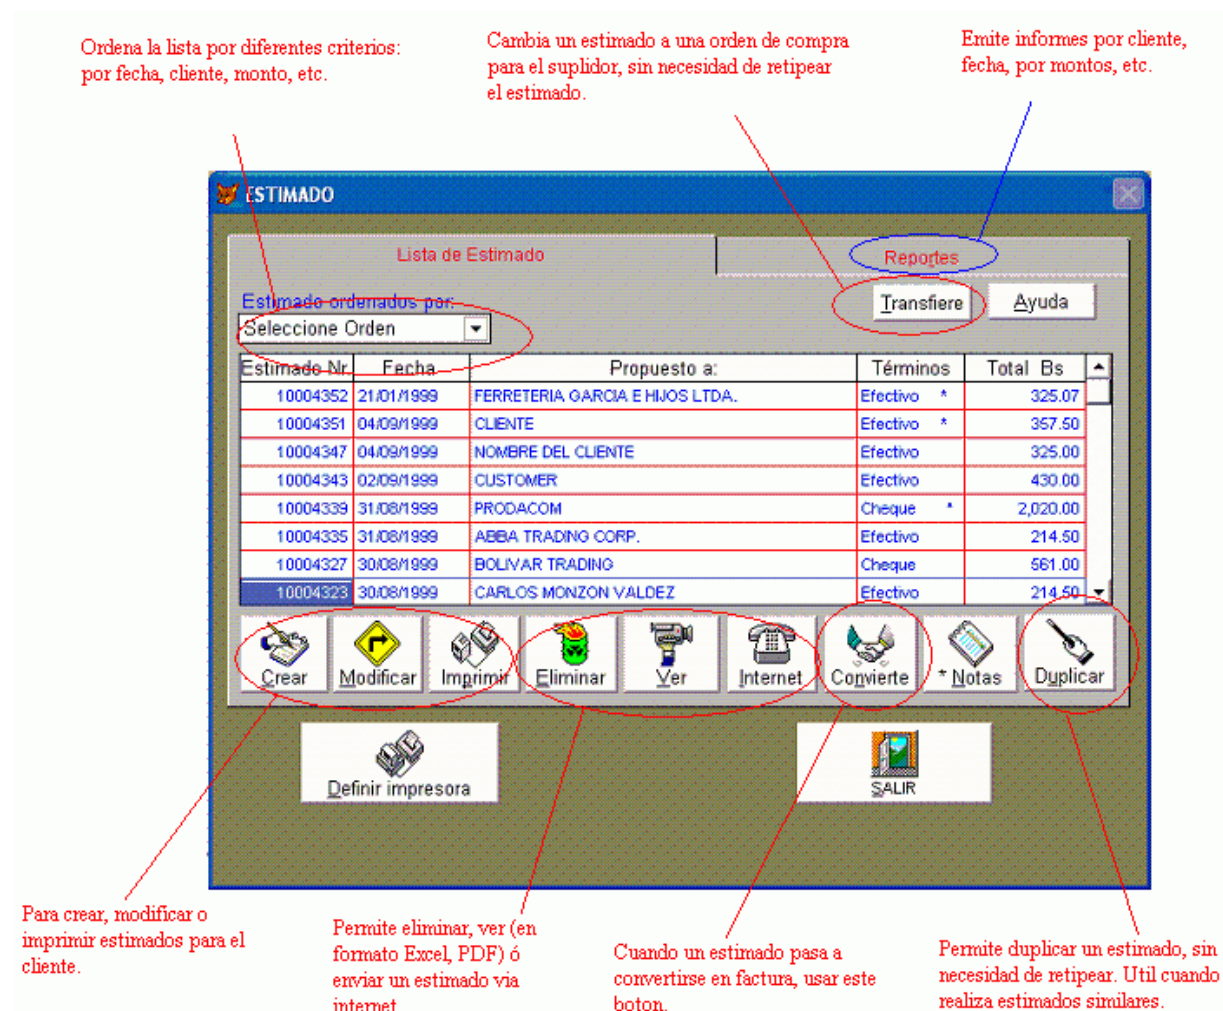 Ordena la lista por diferentes criterios:
por fecha, cliente, monto, etc.
Cambia un estimado a una orden de compra
para el suplidor, sin necesidad de retipear
el estimado.
Emite informes por cliente,
fecha, por montos, etc.
ESTIMADO
Lista de Estimado
Reportes
Estimado ordenados por:
Transfiere
Ayuda
Seleccione Orden
Estimado Nr. Fecha Propuesto a: Términos Total Bs
10004352 21/01/1999 FERRETERIA GARCIA E HIJOS LTDA. Efectivo * 325.07
10004351 04/09/1999 CLIENTE Efectivo * 357.50
10004347 04/09/1999 NOMBRE DEL CLIENTE Efectivo 325.00
10004343 02/09/1999 CUSTOMER Efectivo 430.00
10004339 31/08/1999 PRODACOM Cheque * 2,020.00
10004335 31/08/1999 ABBA TRADING CORP. Efectivo 214.50
10004327 30/08/1999 BOLIVAR TRADING Cheque 561.00
10004323 30/08/1999 CARLOS MONZON VALDEZ Efectivo 214.50
Crear Modificar Imprimir Eliminar Ver Internet Convierte * Notas Duplicar
Definir impresora
SALIR
Para crear, modificar o
imprimir estimados para el
cliente.
Permite eliminar, ver (en
formato Excel, PDF) ó
enviar un estimado via
internet
Cuando un estimado pasa a
convertirse en factura, usar este
boton.
Permite duplicar un estimado, sin
necesidad de retipear. Util cuando
realiza estimados similares.